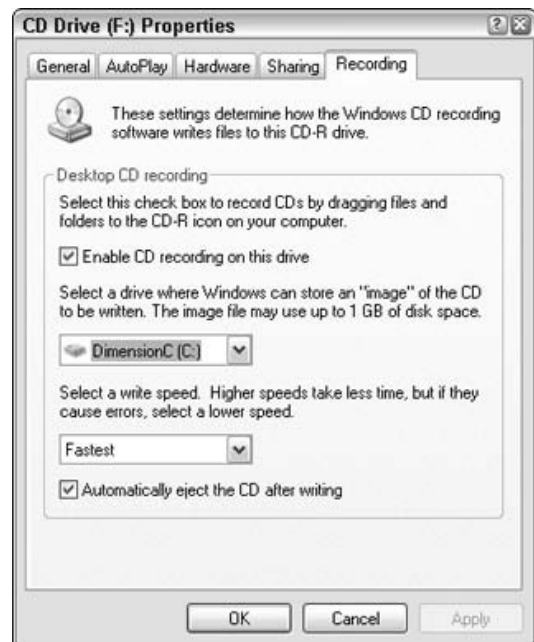 CD Drive (F:) Properties
General AutoPlay Hardware Sharing Recording
These settings determine how the Windows CD recording
software writes files to this CD-R drive.
Desktop CD recording
Select this check box to record CDs by dragging files and
folders to the CD-R icon on your computer.
Enable CD recording on this drive
Select a drive where Windows can store an "image" of the CD
to be written. The image file may use up to 1 GB of disk space.
DimensionC (C:)
Select a write speed. Higher speeds take less time, but if they
cause errors, select a lower speed.
Fastest
Automatically eject the CD after writing
OK Cancel Apply